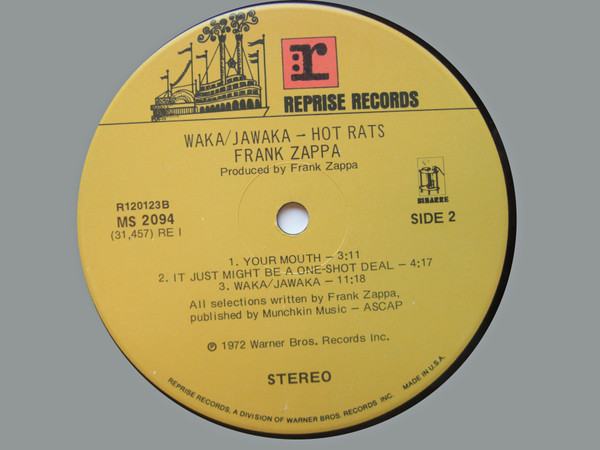 r
REPRISE RECORDS
WAKA/JAWAKA – HOT RATS
FRANK ZAPPA
Produced by Frank Zappa
R120123B
MS 2094
(31,457) RE I
BIZARRE
SIDE 2
1. YOUR MOUTH – 3:11
2. IT JUST MIGHT BE A ONE-SHOT DEAL – 4:17
3. WAKA/JAWAKA – 11:18
All selections written by Frank Zappa,
published by Munchkin Music – ASCAP
℗ 1972 Warner Bros. Records Inc.
STEREO
REPRISE RECORDS, A DIVISION OF WARNER BROS. RECORDS INC. MADE IN U.S.A.